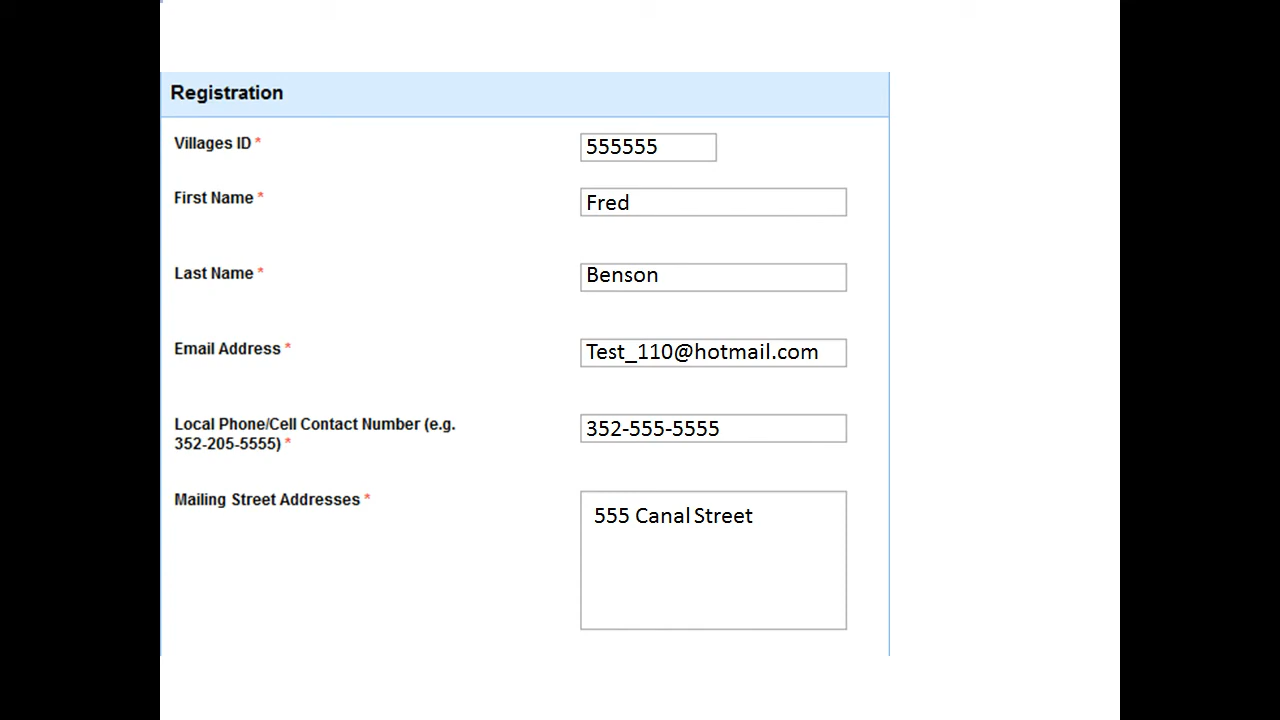 Registration
Villages ID * 555555
First Name * Fred
Last Name * Benson
Email Address * Test_110@hotmail.com
Local Phone/Cell Contact Number (e.g.
352-205-5555) * 352-555-5555
Mailing Street Addresses * 555 Canal Street